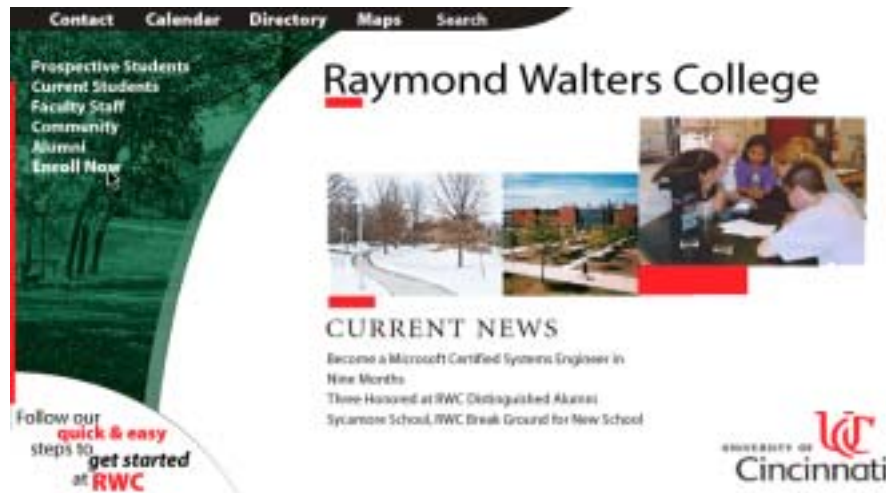 Contact Calendar Directory Maps Search
Prospective Students
Current Students
Faculty Staff
Community
Alumni
Enroll Now
Raymond Walters College
CURRENT NEWS
Become a Microsoft Certified Systems Engineer in
Nine Months
Three Honored at RWC Distinguished Alumni
Sycamore School, RWC Break Ground for New School
Follow our
quick & easy
steps to
get started
at RWC
UC
UNIVERSITY OF
Cincinnati